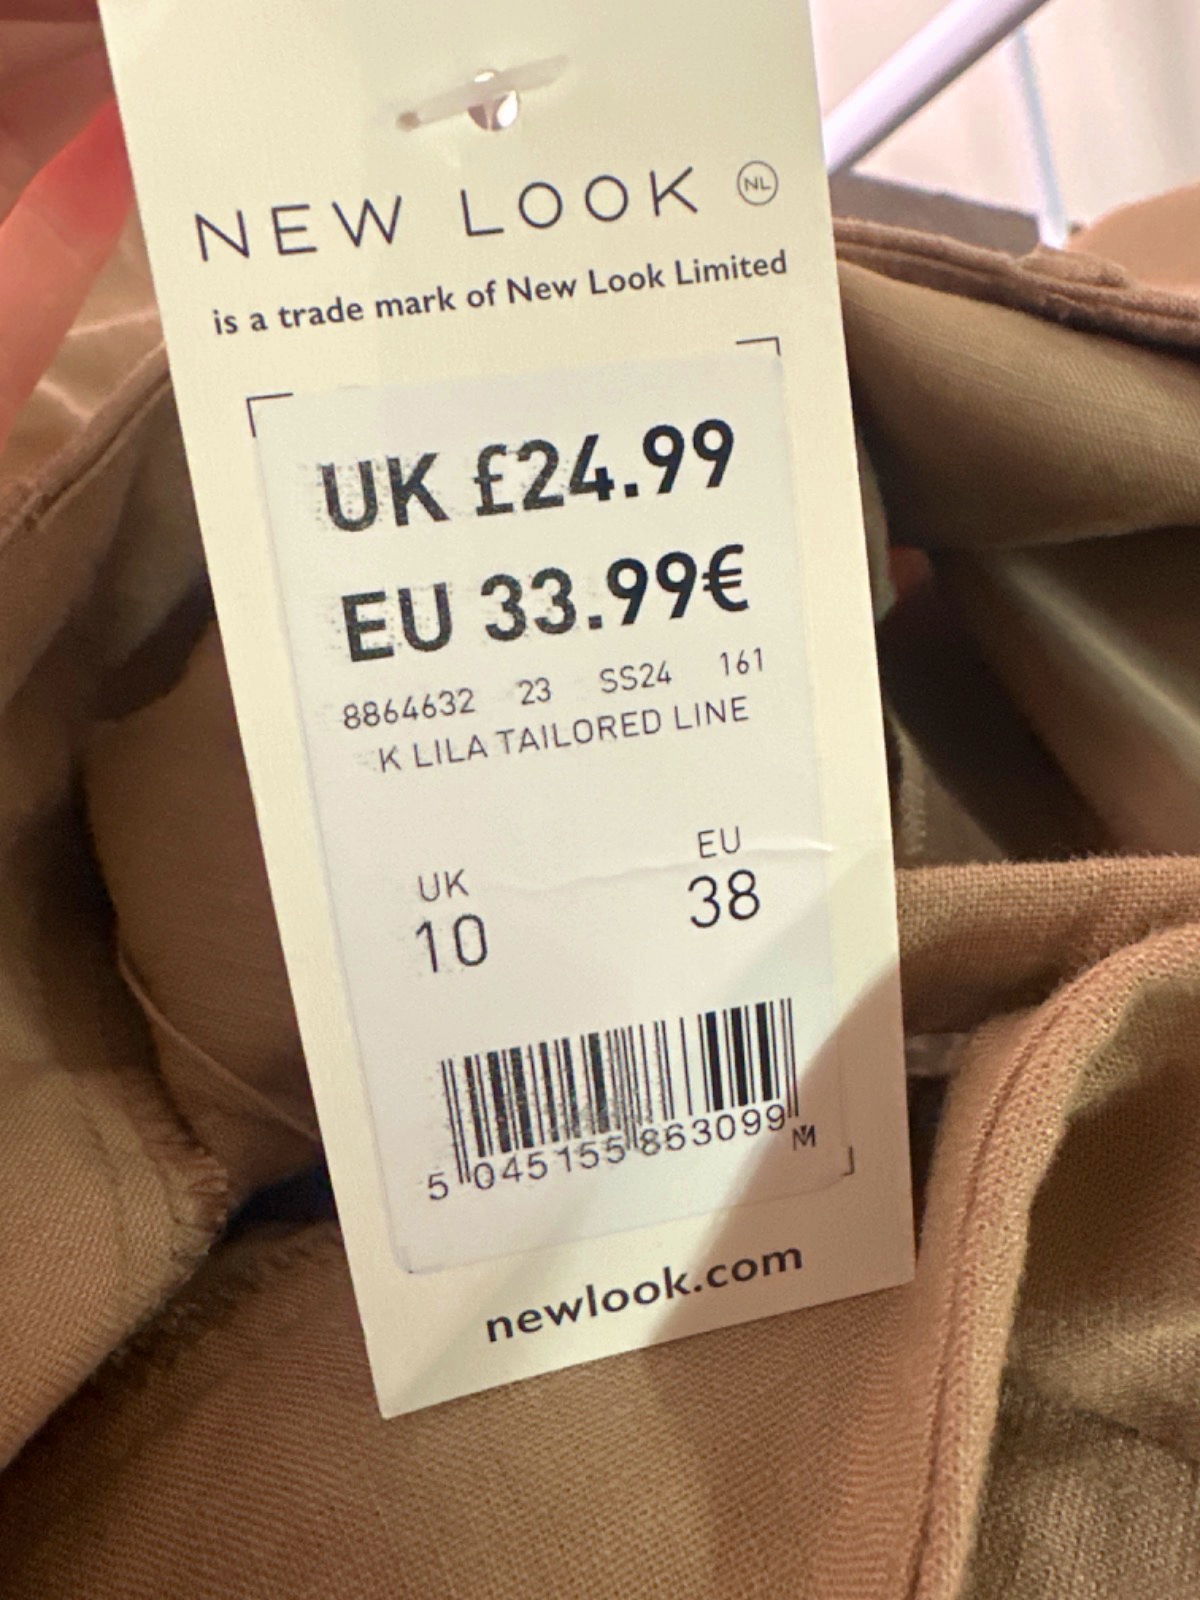 NEW LOOK NL
is a trade mark of New Look Limited
UK £24.99
EU 33.99€
8864632 23 SS24 161
K LILA TAILORED LINE
UK EU
10 38
5 045155 863099
newlook.com